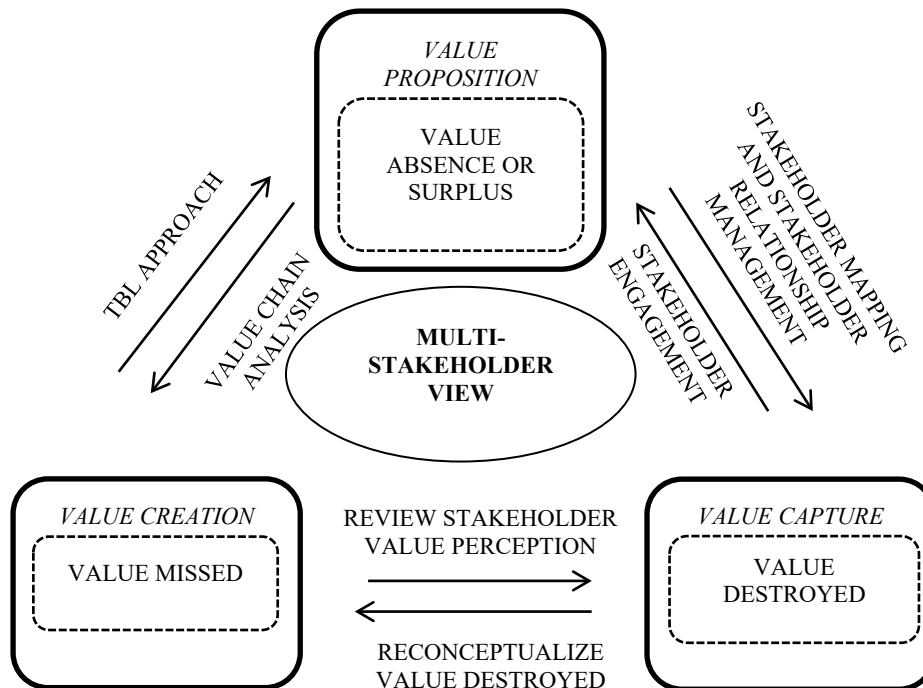 VALUE
PROPOSITION
VALUE
ABSENCE OR
SURPLUS
TBL APPROACH
VALUE CHAIN
ANALYSIS
STAKEHOLDER MAPPING
AND STAKEHOLDER
RELATIONSHIP
MANAGEMENT
STAKEHOLDER
ENGAGEMENT
MULTI-
STAKEHOLDER
VIEW
VALUE CREATION
VALUE MISSED
REVIEW STAKEHOLDER
VALUE PERCEPTION
RECONCEPTUALIZE
VALUE DESTROYED
VALUE CAPTURE
VALUE
DESTROYED